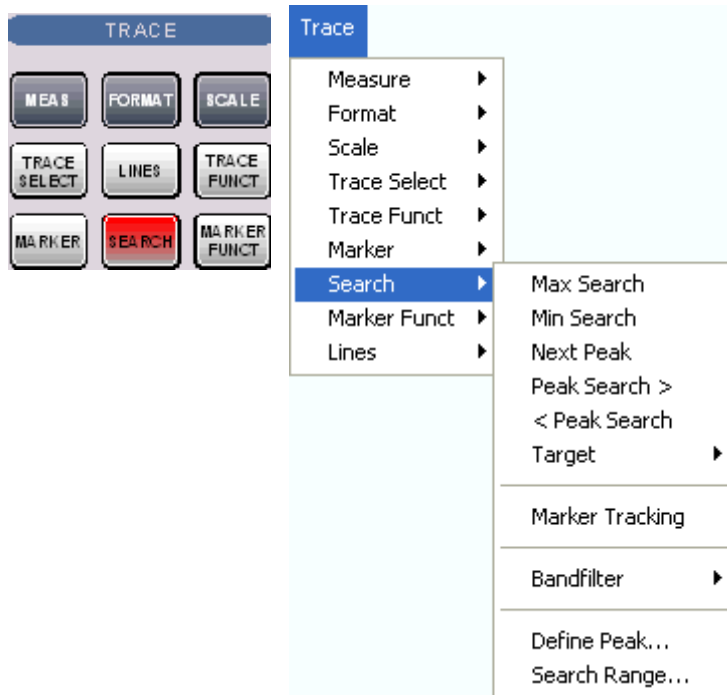 TRACE
MEAS FORMAT SCALE
TRACE SELECT LINES TRACE FUNCT
MARKER SEARCH MARKER FUNCT
Trace
Measure
Format
Scale
Trace Select
Trace Funct
Marker
Search
Marker Funct
Lines
Max Search
Min Search
Next Peak
Peak Search >
< Peak Search
Target
Marker Tracking
Bandfilter
Define Peak...
Search Range...